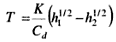 T = K/C_d (h_1^{1/2} − h_2^{1/2})